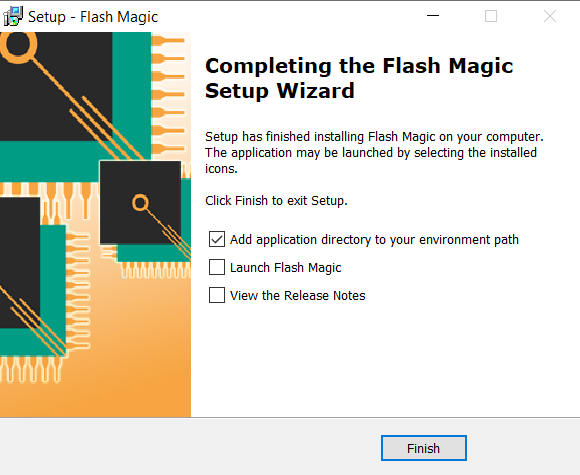 Setup - Flash Magic
Completing the Flash Magic
Setup Wizard
Setup has finished installing Flash Magic on your computer.
The application may be launched by selecting the installed
icons.
Click Finish to exit Setup.
Add application directory to your environment path
Launch Flash Magic
View the Release Notes
Finish